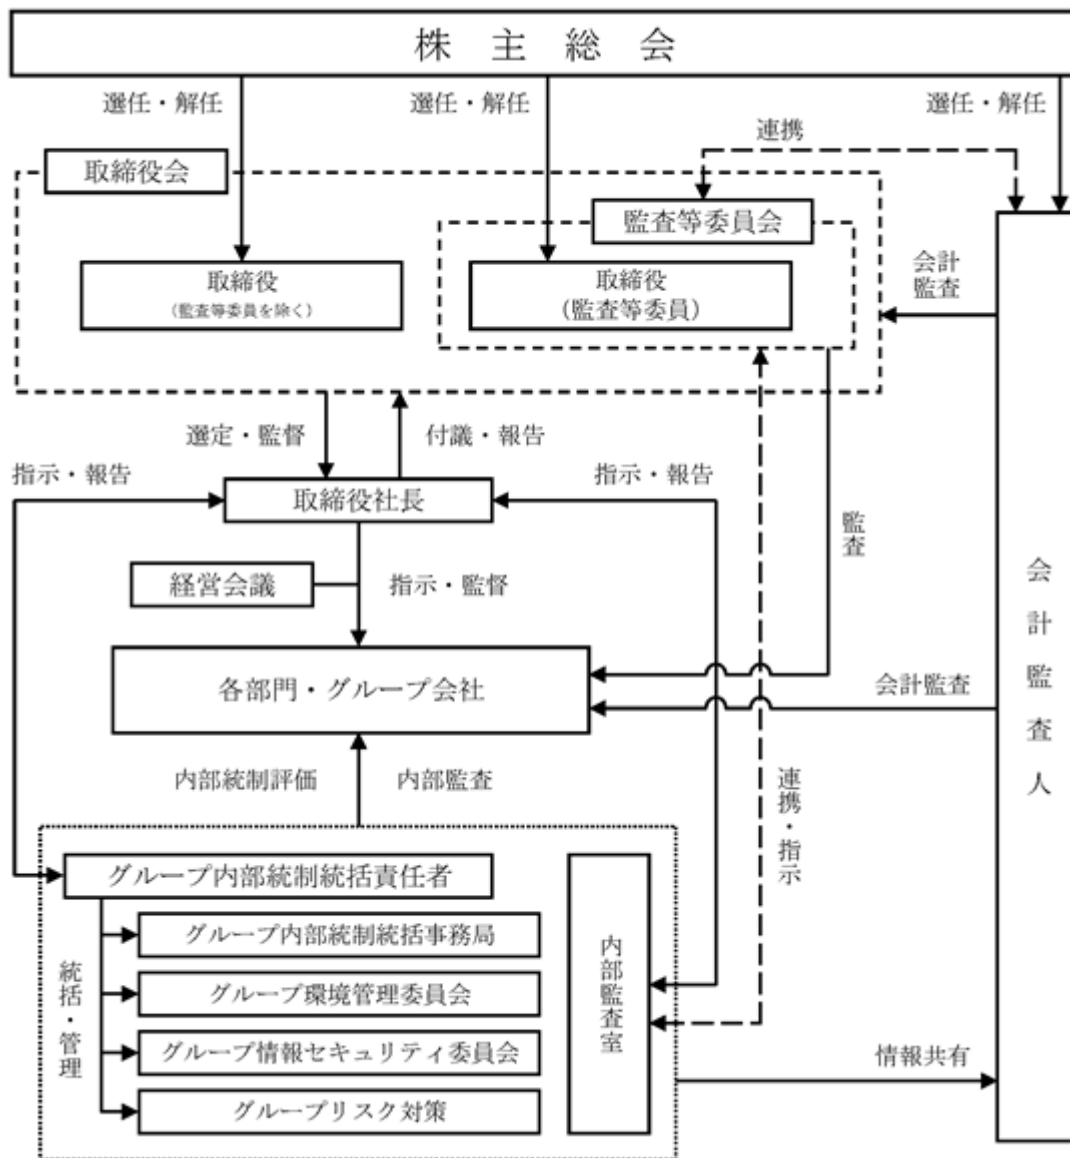 株主総会
選任・解任
選任・解任
選任・解任
連携
取締役会
監査等委員会
取締役
(監査等委員を除く)
取締役
(監査等委員)
会計
監査
選定・監督
付議・報告
指示・報告
指示・報告
取締役社長
監査
経営会議
指示・監督
会計監査人
各部門・グループ会社
会計監査
内部統制評価
内部監査
連携・指示
グループ内部統制統括責任者
グループ内部統制統括事務局
統括・管理
グループ環境管理委員会
内部監査室
グループ情報セキュリティ委員会
情報共有
グループリスク対策